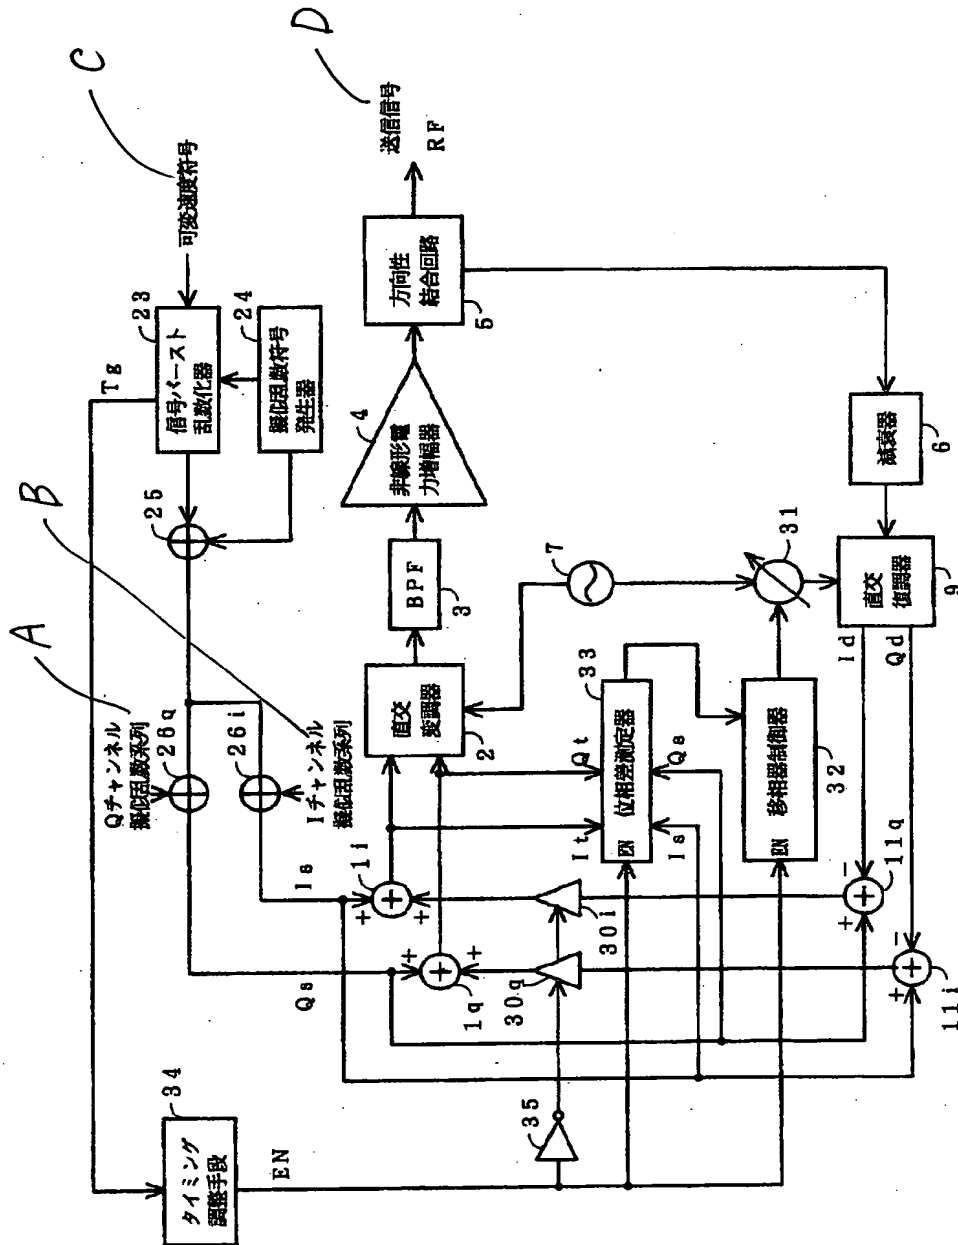 C
可変速度符号
D
送信信号
RF
Tg
23
信号バースト
乱数化器
24
擬似乱数符号
発生器
25
A
B
Qチャンネル
擬似乱数系列
26q
26i
Iチャンネル
擬似乱数系列
方向性
結合回路
5
4
非線形電
力増幅器
BPF
3
直交
変調器
2
7
減衰器
6
31
直交
復調器
9
Id
Qd
33
位相差測定器
EN
Qt
Qs
It
Is
移相器制御器
EN
32
Is
Qs
1i
1q
+
+
+
+
30i
30q
11q
11i
+
-
+
-
34
タイミング
調整手段
EN
35